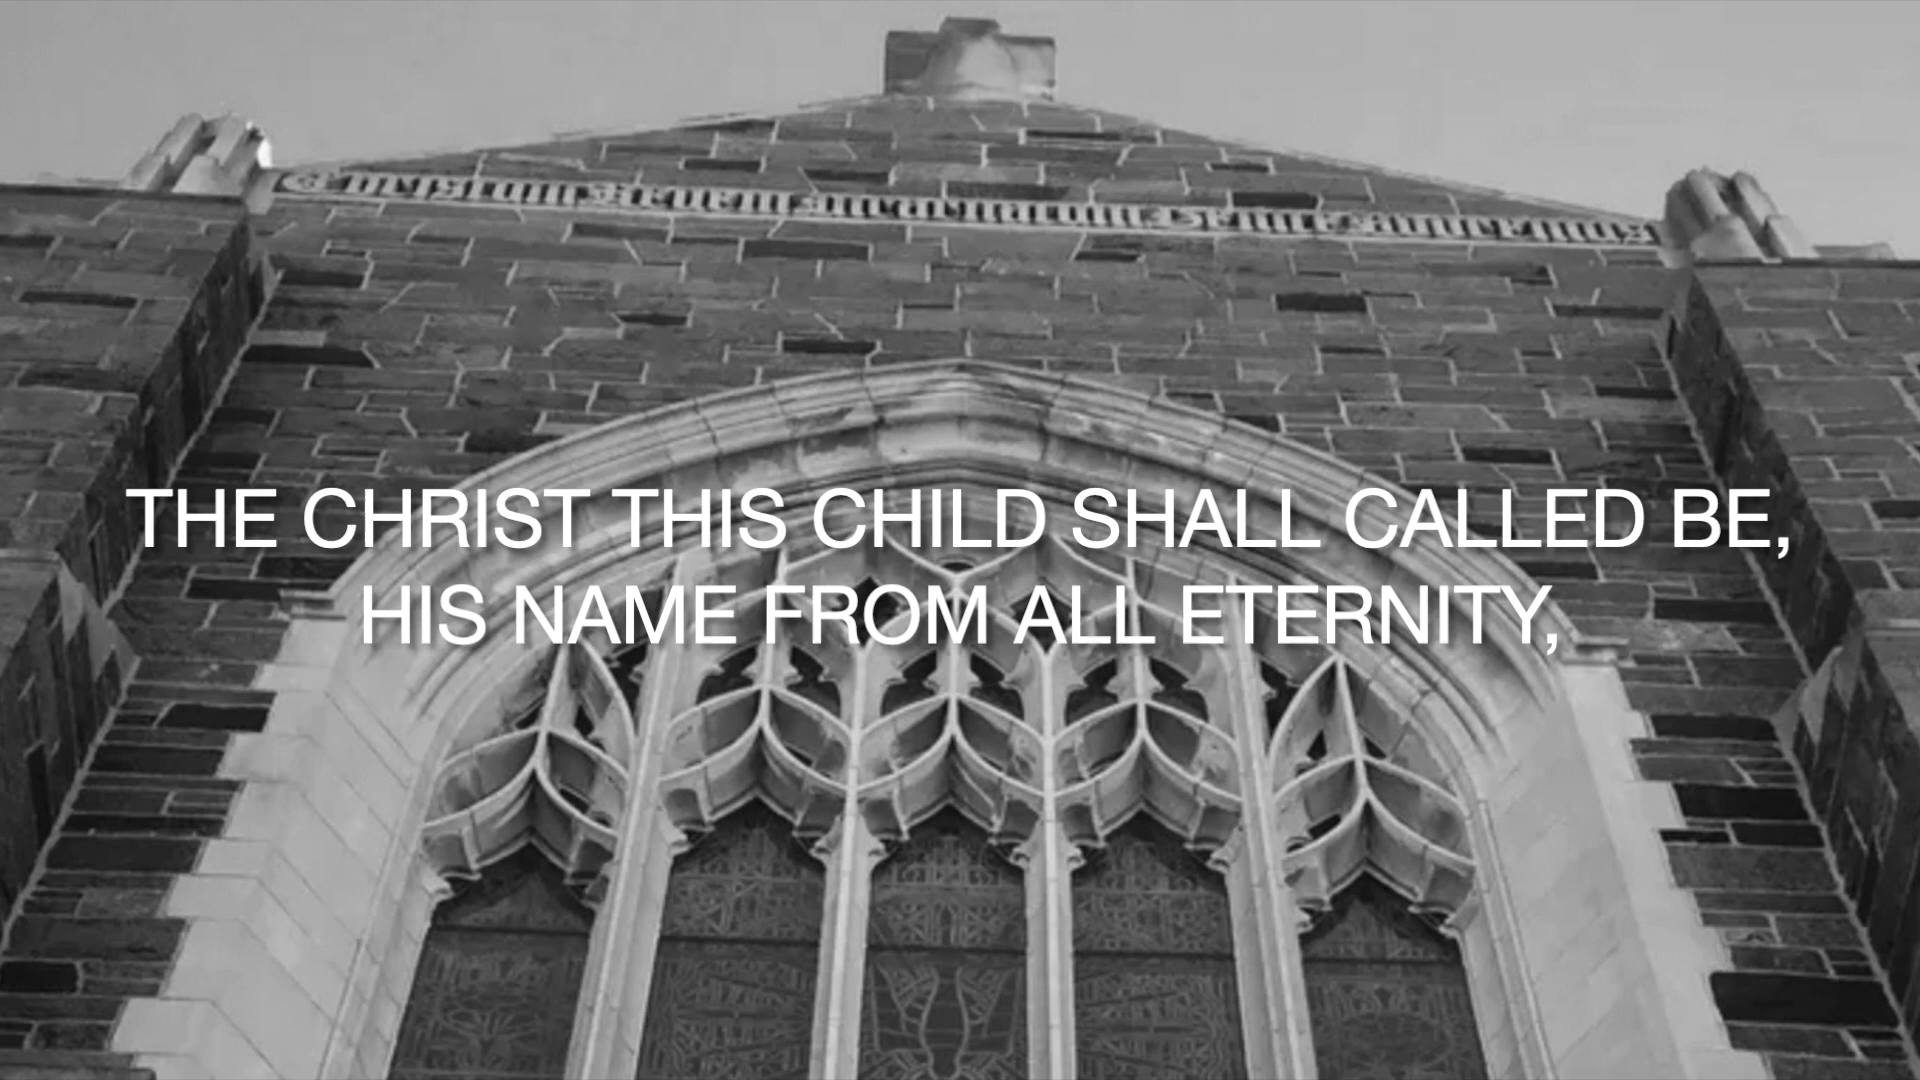 THE CHRIST THIS CHILD SHALL CALLED BE,
HIS NAME FROM ALL ETERNITY,